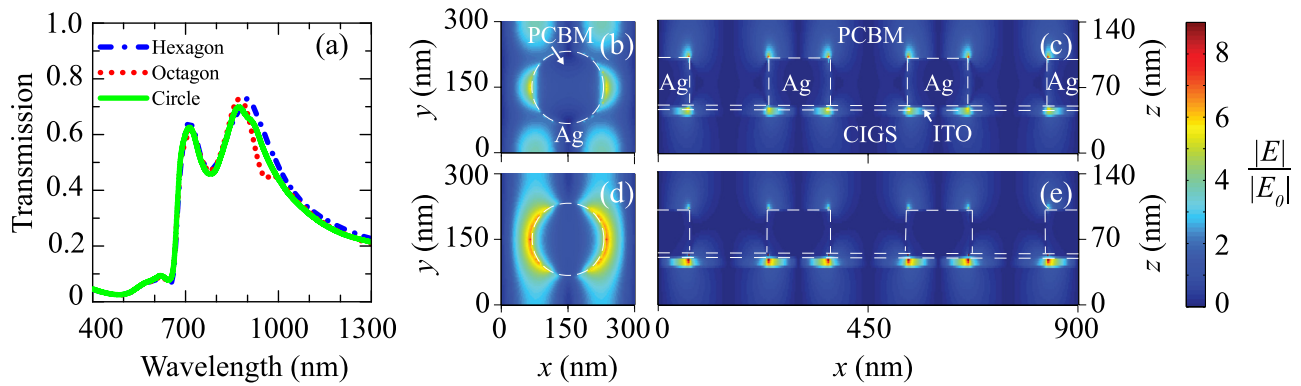 (a)
Hexagon
Octagon
Circle
Transmission
1.0
0.8
0.6
0.4
0.2
0
400 700 1000 1300
Wavelength (nm)
(b)
PCBM
Ag
y (nm)
300
150
0
(c)
PCBM
Ag Ag Ag Ag
CIGS ITO
140
70
0
z (nm)
(d)
y (nm)
300
150
0
0 150 300
x (nm)
(e)
140
70
0
z (nm)
0 450 900
x (nm)
8
6
4
2
0
|E|
|E0|